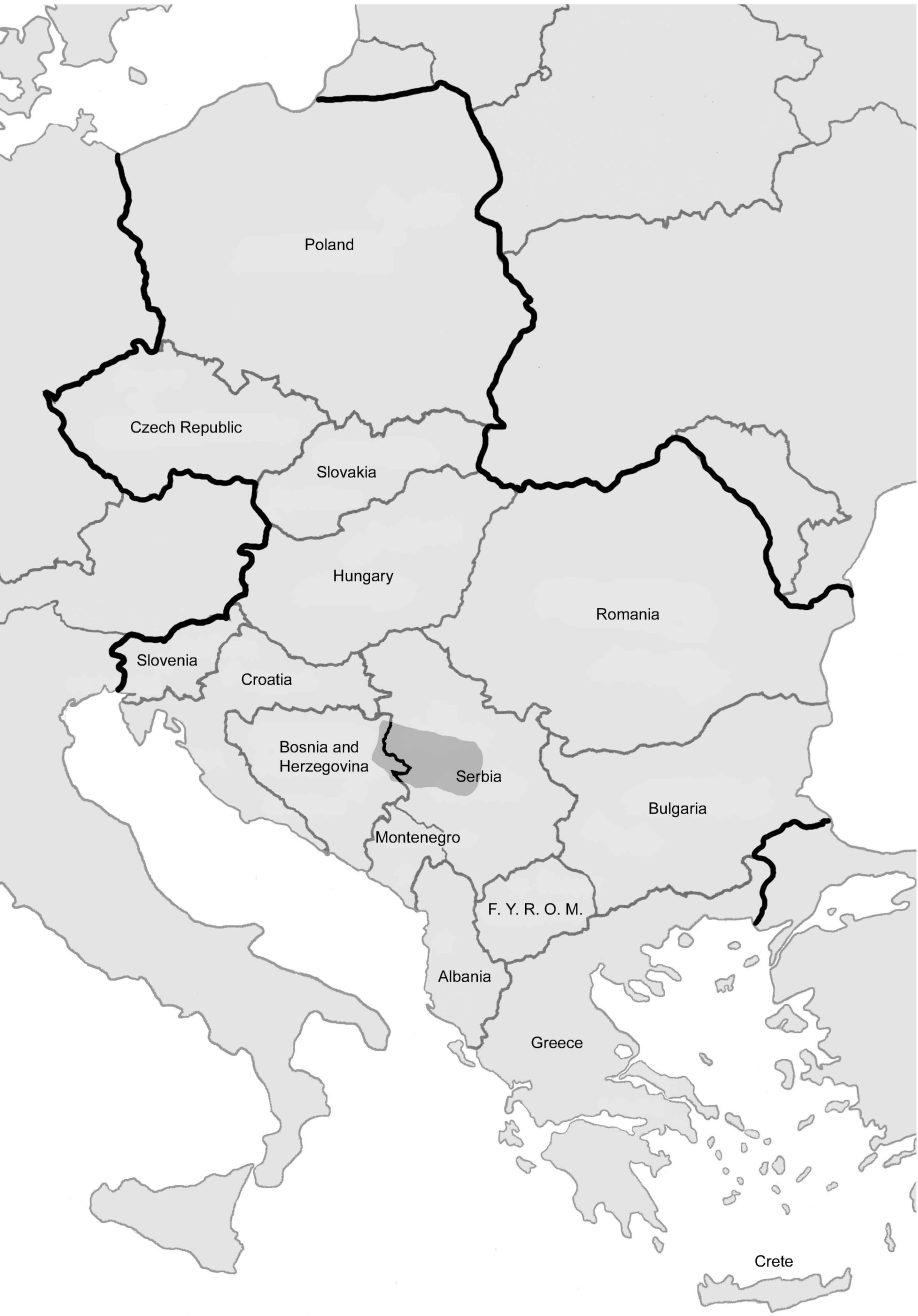 Poland
Czech Republic
Slovakia
Hungary
Romania
Slovenia
Croatia
Bosnia and
Herzegovina
Serbia
Bulgaria
Montenegro
F. Y. R. O. M.
Albania
Greece
Crete